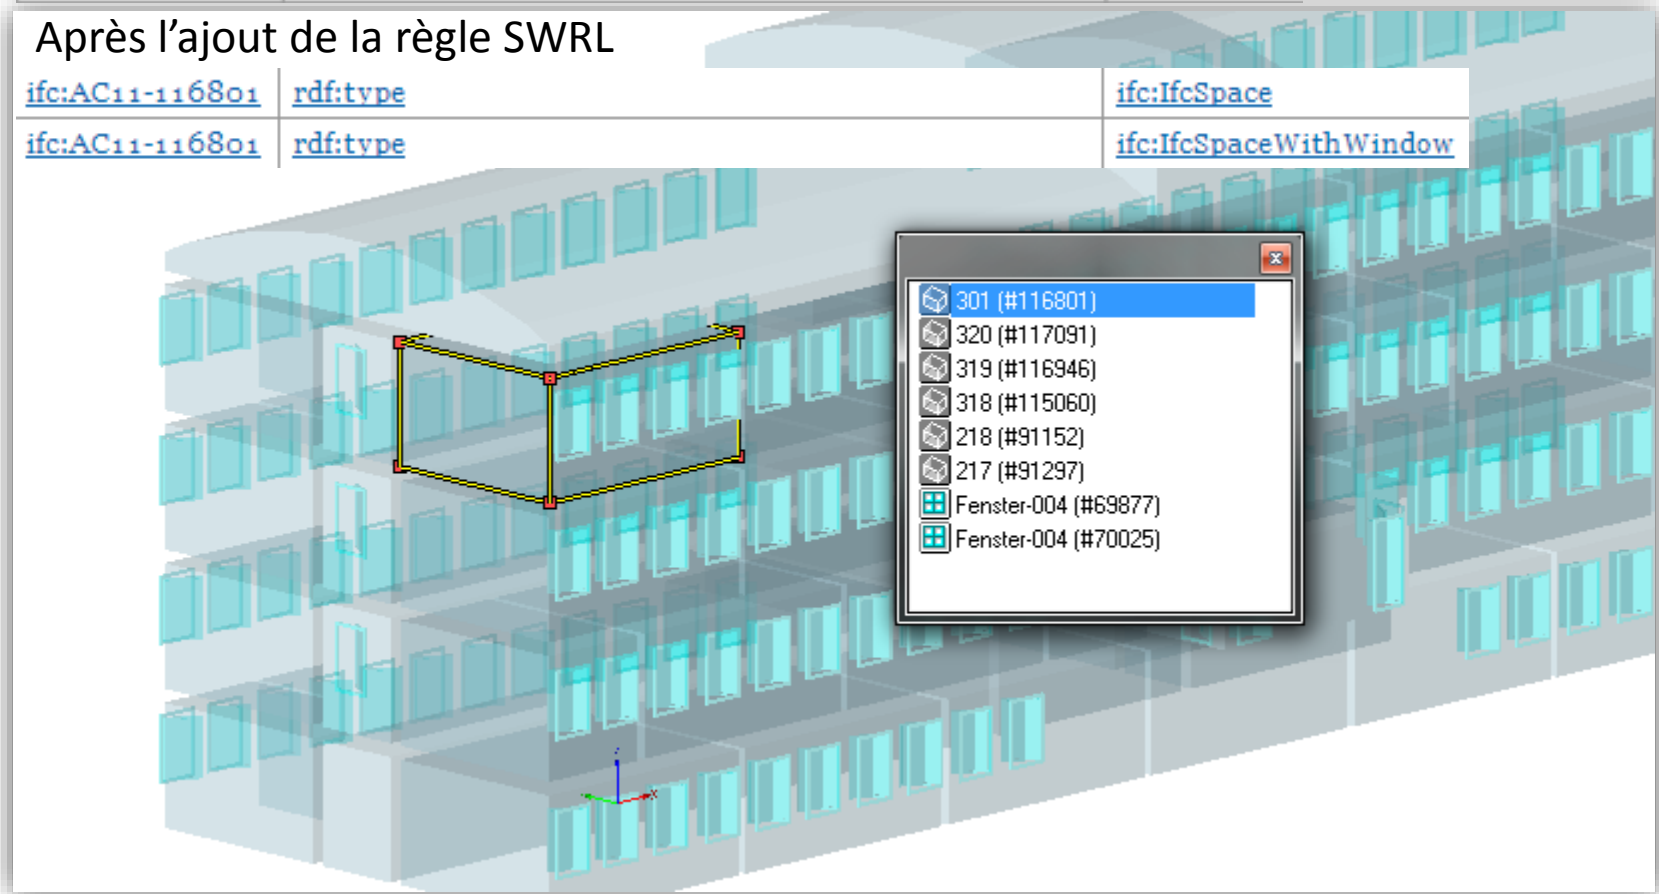 Après l’ajout de la règle SWRL
ifc:AC11-116801 rdf:type ifc:IfcSpace
ifc:AC11-116801 rdf:type ifc:IfcSpaceWithWindow
301 (#116801)
320 (#117091)
319 (#116946)
318 (#115060)
218 (#91152)
217 (#91297)
Fenster-004 (#69877)
Fenster-004 (#70025)
x